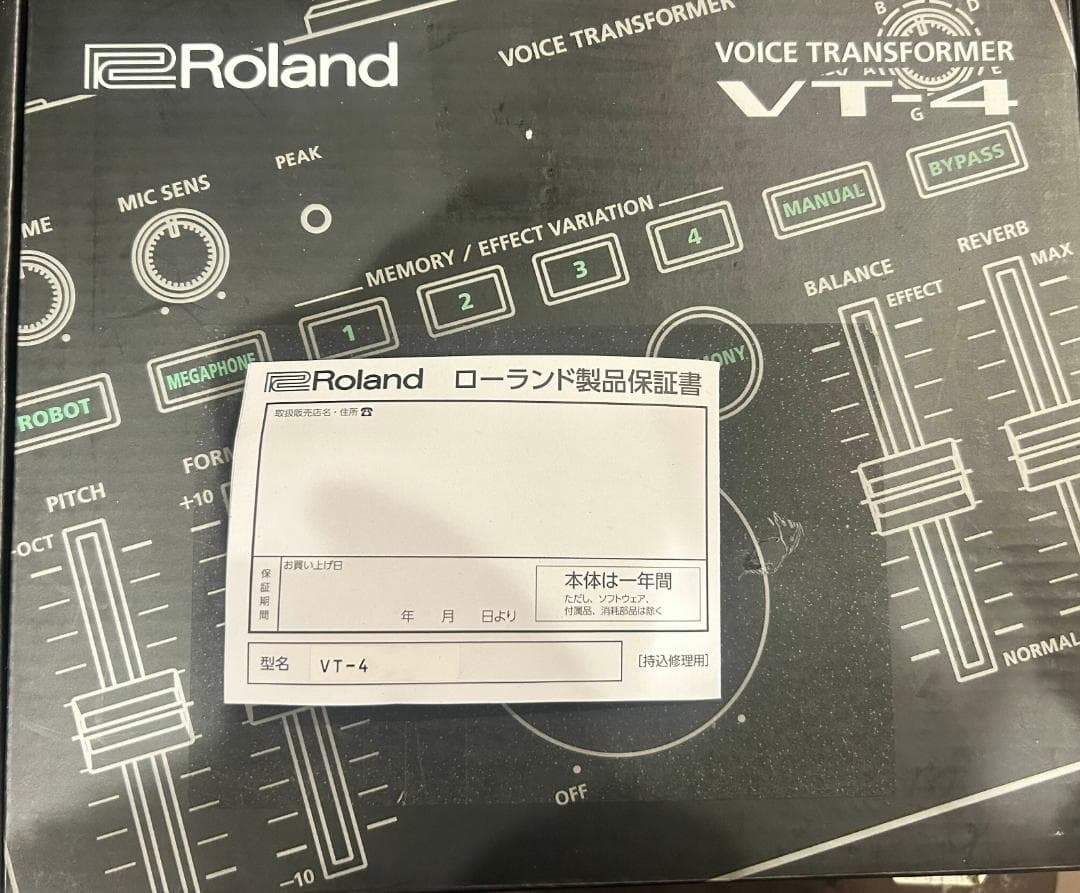 Roland
VOICE TRANSFORMER
VOICE TRANSFORMER
VT-4
B
D
A
E
G
PEAK
MIC SENS
BYPASS
MANUAL
MEMORY / EFFECT VARIATION
1
2
3
4
REVERB
MAX
BALANCE
EFFECT
MEGAPHONE
ROBOT
PITCH
+10
Roland ローランド製品保証書
取扱販売店名・住所☎
保証期間
お買い上げ日
年 月 日より
本体は一年間
ただし、ソフトウェア、
付属品、消耗部品は除く
型名 VT-4
[持込修理用]
NORMAL
OFF
-10